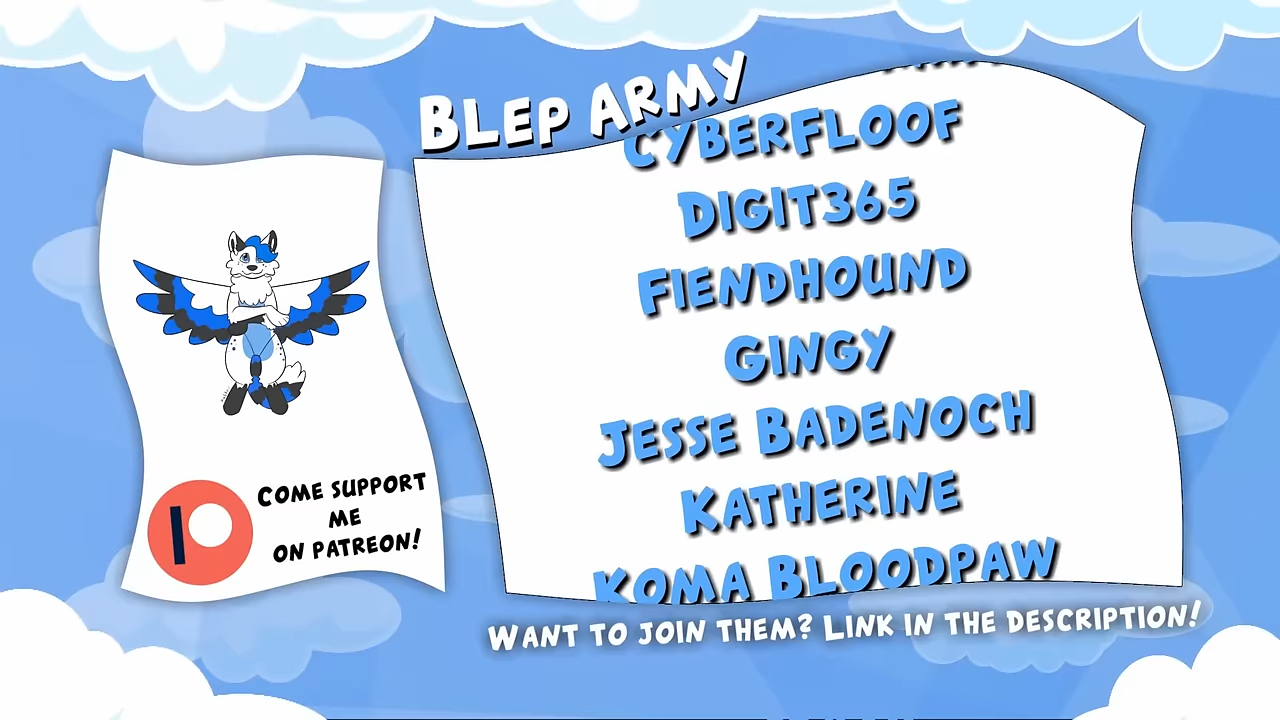 BLEP ARMY
CYBERFLOOF
DIGIT365
FIENDHOUND
GINGY
JESSE BADENOCH
KATHERINE
KOMA BLOODPAW
COME SUPPORT
ME
ON PATREON!
WANT TO JOIN THEM? LINK IN THE DESCRIPTION!